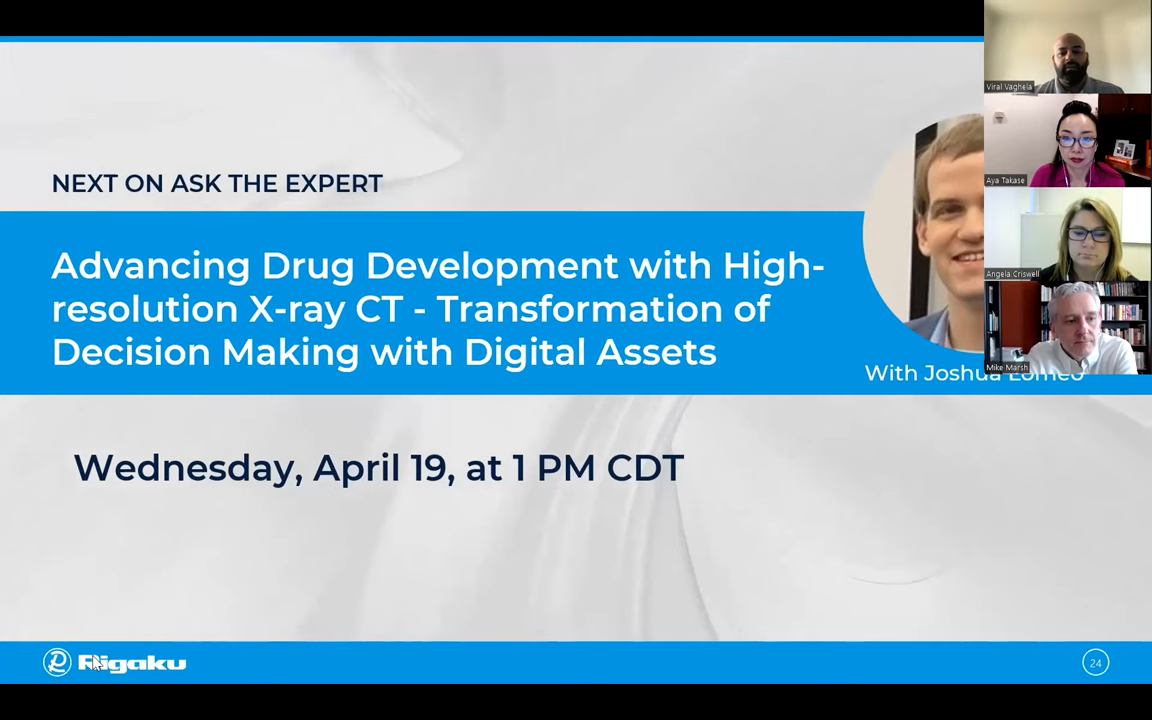 NEXT ON ASK THE EXPERT
Advancing Drug Development with High-
resolution X-ray CT - Transformation of
Decision Making with Digital Assets
With Joshua Lomeo
Wednesday, April 19, at 1 PM CDT
Rigaku
24
Viral Vaghela
Aya Takase
Angela Criswell
Mike Marsh